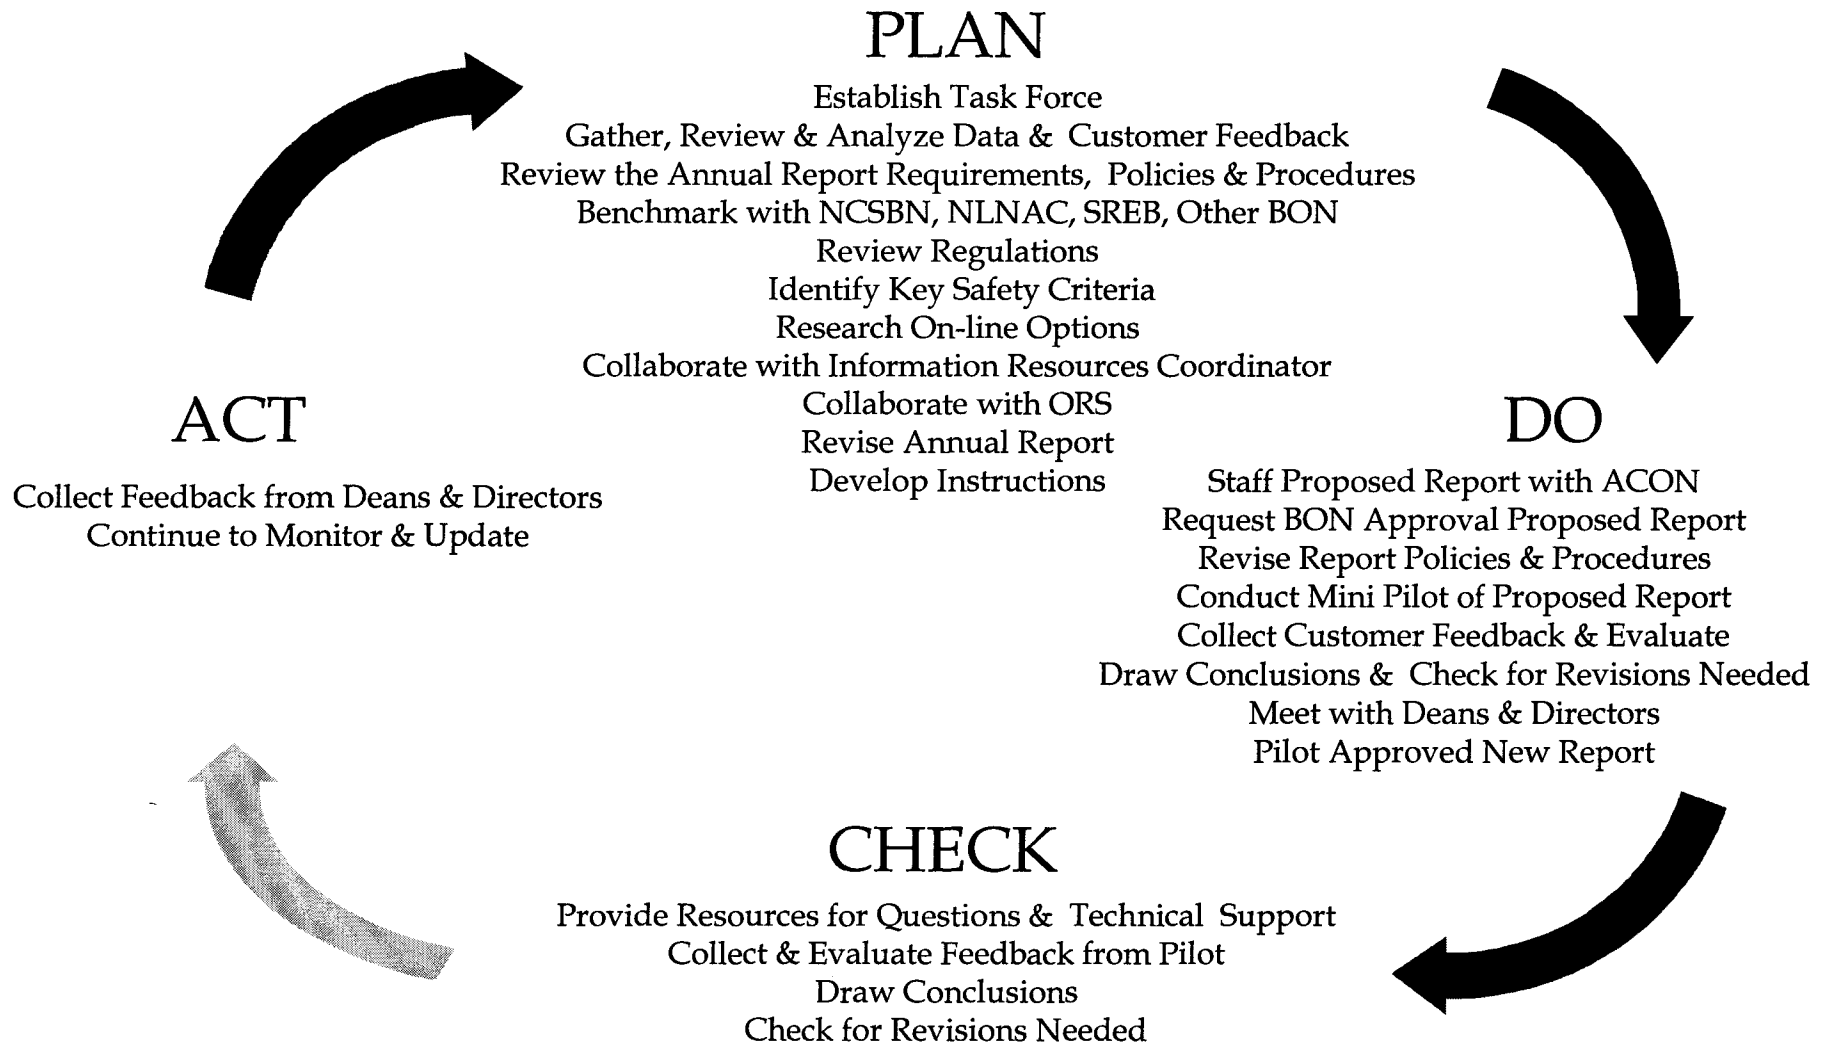 PLAN
Establish Task Force
Gather, Review & Analyze Data & Customer Feedback
Review the Annual Report Requirements, Policies & Procedures
Benchmark with NCSBN, NLNAC, SREB, Other BON
Review Regulations
Identify Key Safety Criteria
Research On-line Options
Collaborate with Information Resources Coordinator
Collaborate with ORS
Revise Annual Report
Develop Instructions
DO
Staff Proposed Report with ACON
Request BON Approval Proposed Report
Revise Report Policies & Procedures
Conduct Mini Pilot of Proposed Report
Collect Customer Feedback & Evaluate
Draw Conclusions & Check for Revisions Needed
Meet with Deans & Directors
Pilot Approved New Report
CHECK
Provide Resources for Questions & Technical Support
Collect & Evaluate Feedback from Pilot
Draw Conclusions
Check for Revisions Needed
ACT
Collect Feedback from Deans & Directors
Continue to Monitor & Update